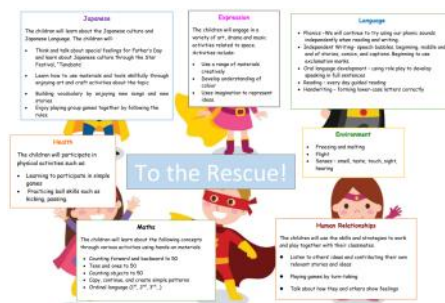 Japanese
The children will learn about the Japanese culture and
Japanese Language. The children will:
Think and talk about special feelings for Father's Day
and learn about Japanese culture through the Star
Festival, "Tanabata"
Learn how to use materials and tools skilfully through
enjoying art and craft activities about the topic
Building vocabulary by enjoying new songs and new
stories
Enjoy playing group games together by following the
rules
Expression
The children will engage in a
variety of art, drama and music
activities related to space.
Activities include:
Use a range of materials
creatively
Develop understanding of
colour
Uses imagination to represent
ideas
Language
Phonics -We will continue to try using our phonic sounds
independently when reading and writing.
Independent Writing- speech bubbles, beginning, middle and
end of stories, comics, and captions. Beginning to use
exclamation marks
Oral language development - using role play to develop
speaking in full sentences
Reading - every day guided reading
Handwriting - forming lower-case letters correctly
Environment
Freezing and melting
Flight
Senses - smell, taste, touch, sight,
hearing
Health
The children will participate in
physical activities such as:
Learning to participate in simple
games
Practicing ball skills such as
kicking, passing.
To the Rescue!
Maths
The children will learn about the following concepts
through various activities using hands-on materials:
Counting forward and backward to 50
Tens and ones to 50
Counting objects to 50
Copy, continue, and create simple patterns
Ordinal language (1st, 2nd, 3rd...)
Human Relationships
The children will use the skills and strategies to work
and play together with their classmates.
Listen to others' ideas and contributing their own
relevant stories and ideas
Playing games by turn-taking
Talk about how they and others show feelings